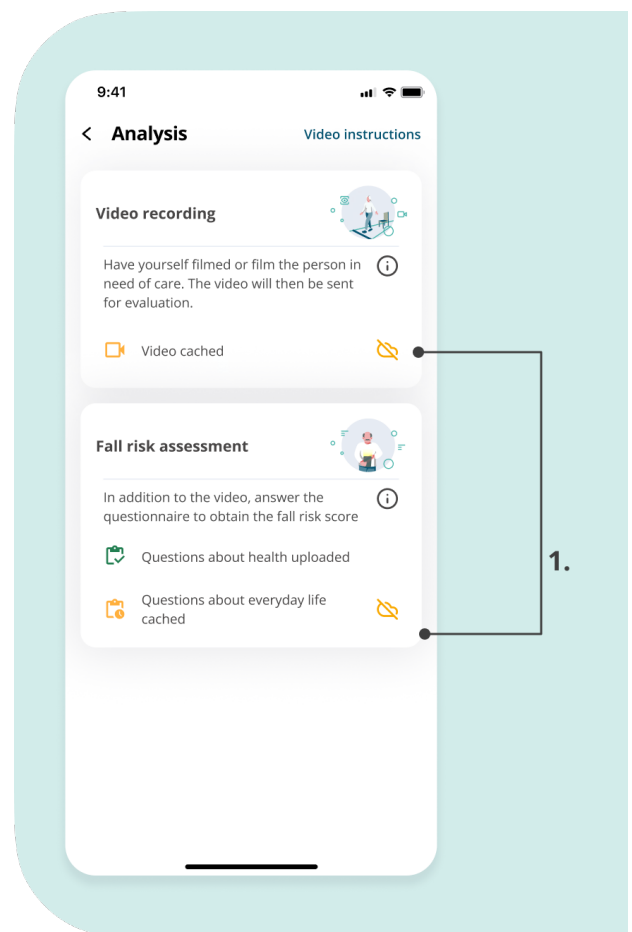 9:41
Analysis
Video instructions
Video recording
Have yourself filmed or film the person in
need of care. The video will then be sent
for evaluation.
Video cached
Fall risk assessment
In addition to the video, answer the
questionnaire to obtain the fall risk score
Questions about health uploaded
Questions about everyday life
cached
1.